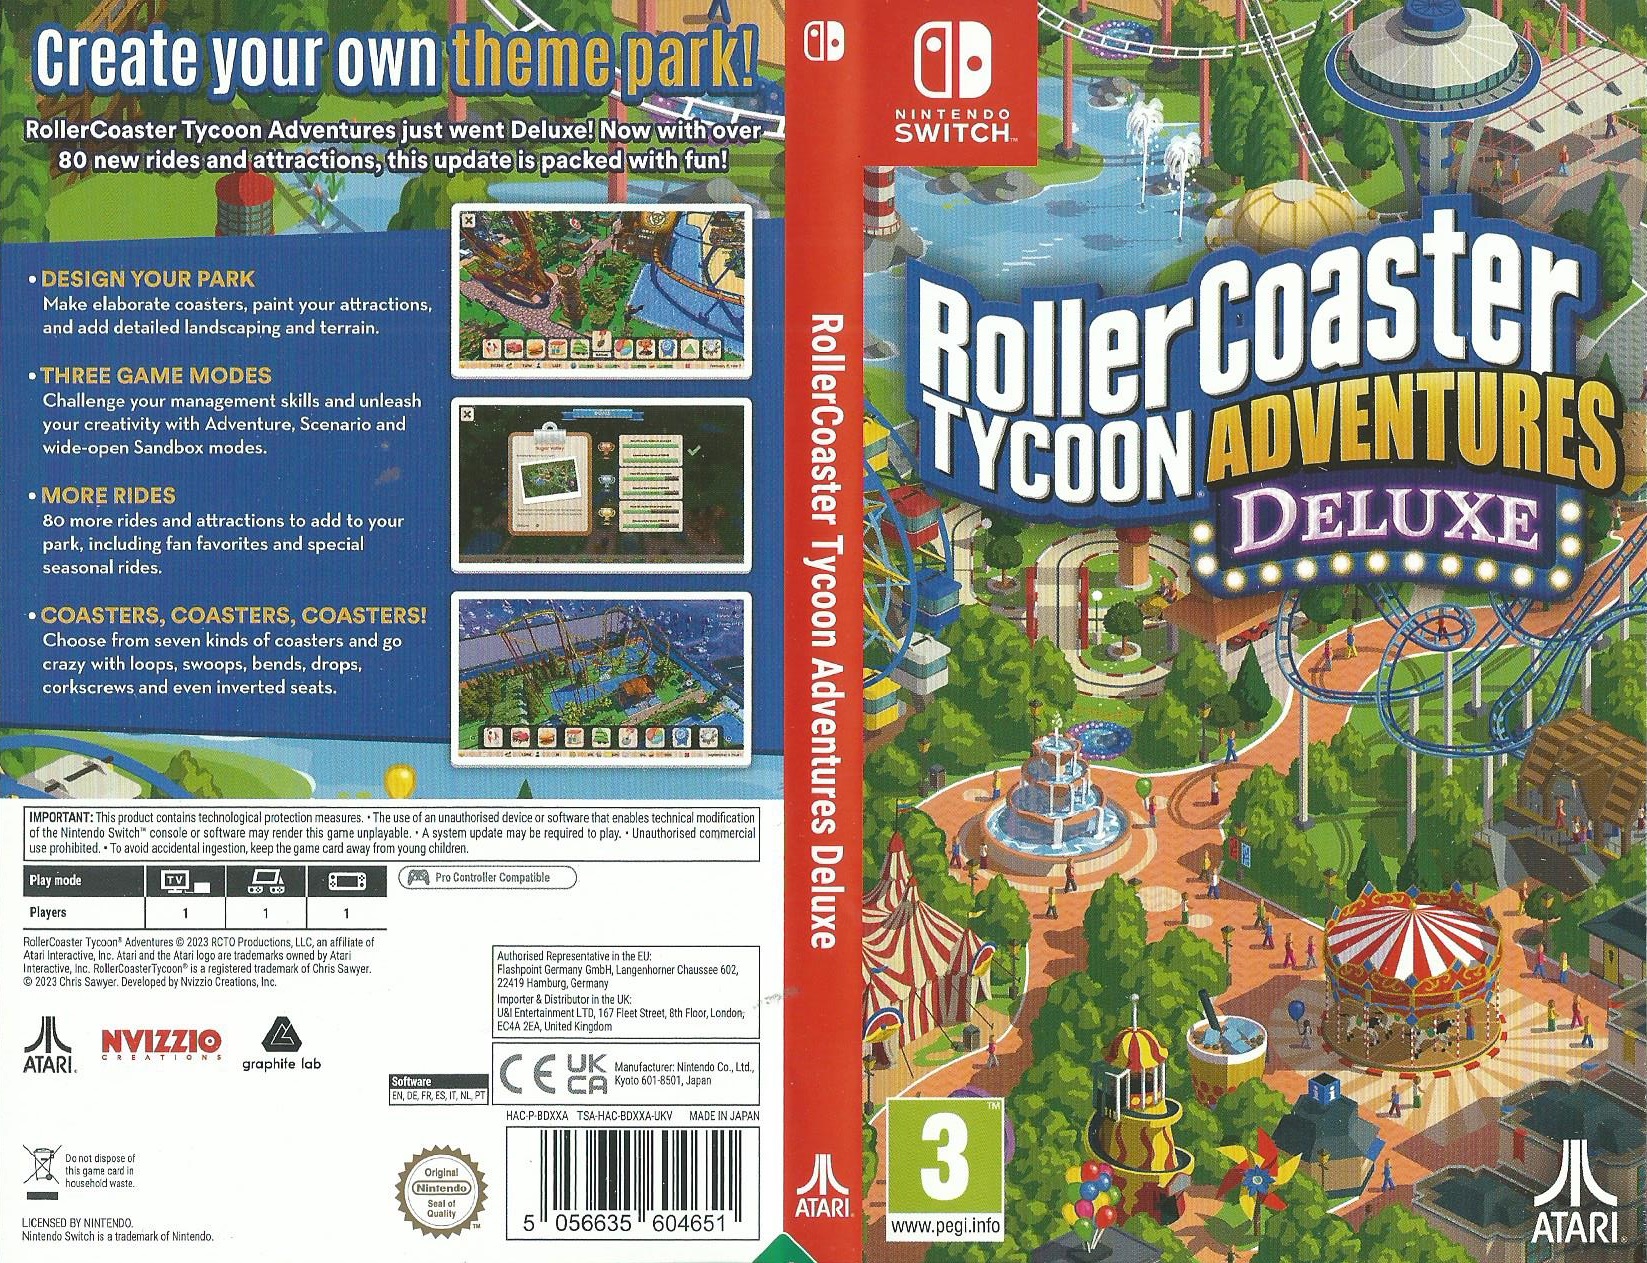 Create your own theme park!
RollerCoaster Tycoon Adventures just went Deluxe! Now with over
80 new rides and attractions, this update is packed with fun!
• DESIGN YOUR PARK
Make elaborate coasters, paint your attractions,
and add detailed landscaping and terrain.
• THREE GAME MODES
Challenge your management skills and unleash
your creativity with Adventure, Scenario and
wide-open Sandbox modes.
• MORE RIDES
80 more rides and attractions to add to your
park, including fan favorites and special
seasonal rides.
• COASTERS, COASTERS, COASTERS!
Choose from seven kinds of coasters and go
crazy with loops, swoops, bends, drops,
corkscrews and even inverted seats.
IMPORTANT: This product contains technological protection measures. • The use of an unauthorised device or software that enables technical modification
of the Nintendo Switch™ console or software may render this game unplayable. • A system update may be required to play. • Unauthorised commercial
use prohibited. • To avoid accidental ingestion, keep the game card away from young children.
Play mode TV
Players 1 1 1
Pro Controller Compatible
RollerCoaster Tycoon® Adventures © 2023 RCTO Productions, LLC, an affiliate of
Atari Interactive, Inc. Atari and the Atari logo are trademarks owned by Atari
Interactive, Inc. RollerCoasterTycoon® is a registered trademark of Chris Sawyer.
© 2023 Chris Sawyer. Developed by Nvizzio Creations, Inc.
ATARI®
NVIZZIO
CREATIONS
graphite lab
Authorised Representative in the EU:
Flashpoint Germany GmbH, Langenhorner Chaussee 602,
22419 Hamburg, Germany
Importer & Distributor in the UK:
U&I Entertainment LTD, 167 Fleet Street, 8th Floor, London,
EC4A 2EA, United Kingdom
CE UK CA
Manufacturer: Nintendo Co., Ltd.,
Kyoto 601-8501, Japan
Software
EN, DE, FR, ES, IT, NL, PT
HAC-P-BDXXA TSA-HAC-BDXXA-UKV MADE IN JAPAN
5 056635 604651
Do not dispose of
this game card in
household waste.
Original
Nintendo
Seal of
Quality
™
LICENSED BY NINTENDO.
Nintendo Switch is a trademark of Nintendo.
RollerCoaster Tycoon Adventures Deluxe
ATARI®
NINTENDO
SWITCH™
RollerCoaster
TYCOON® ADVENTURES
DELUXE
3™
www.pegi.info
i
ATARI®